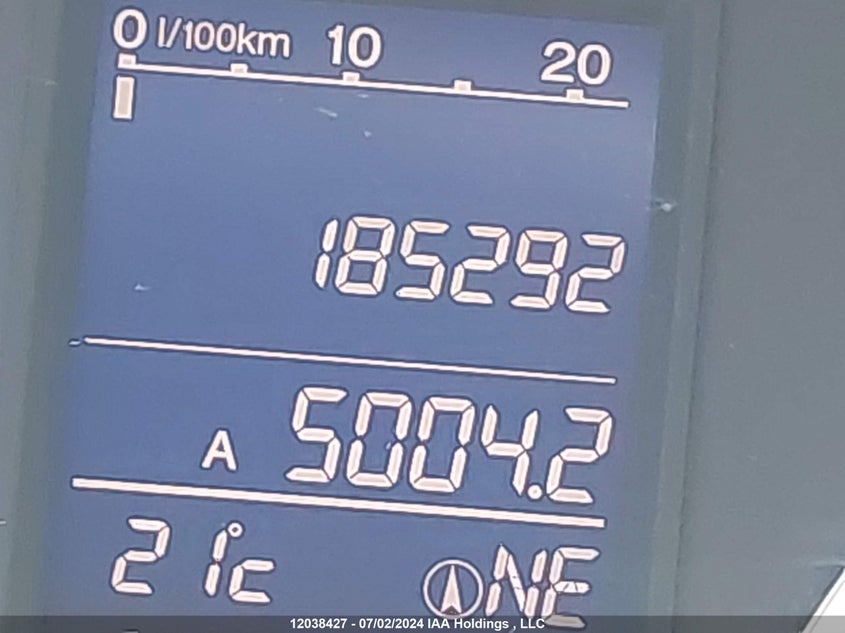 0 l/100km 10 20
185292
A 5004.2
21°c NE
12038427 - 07/02/2024 IAA Holdings , LLC